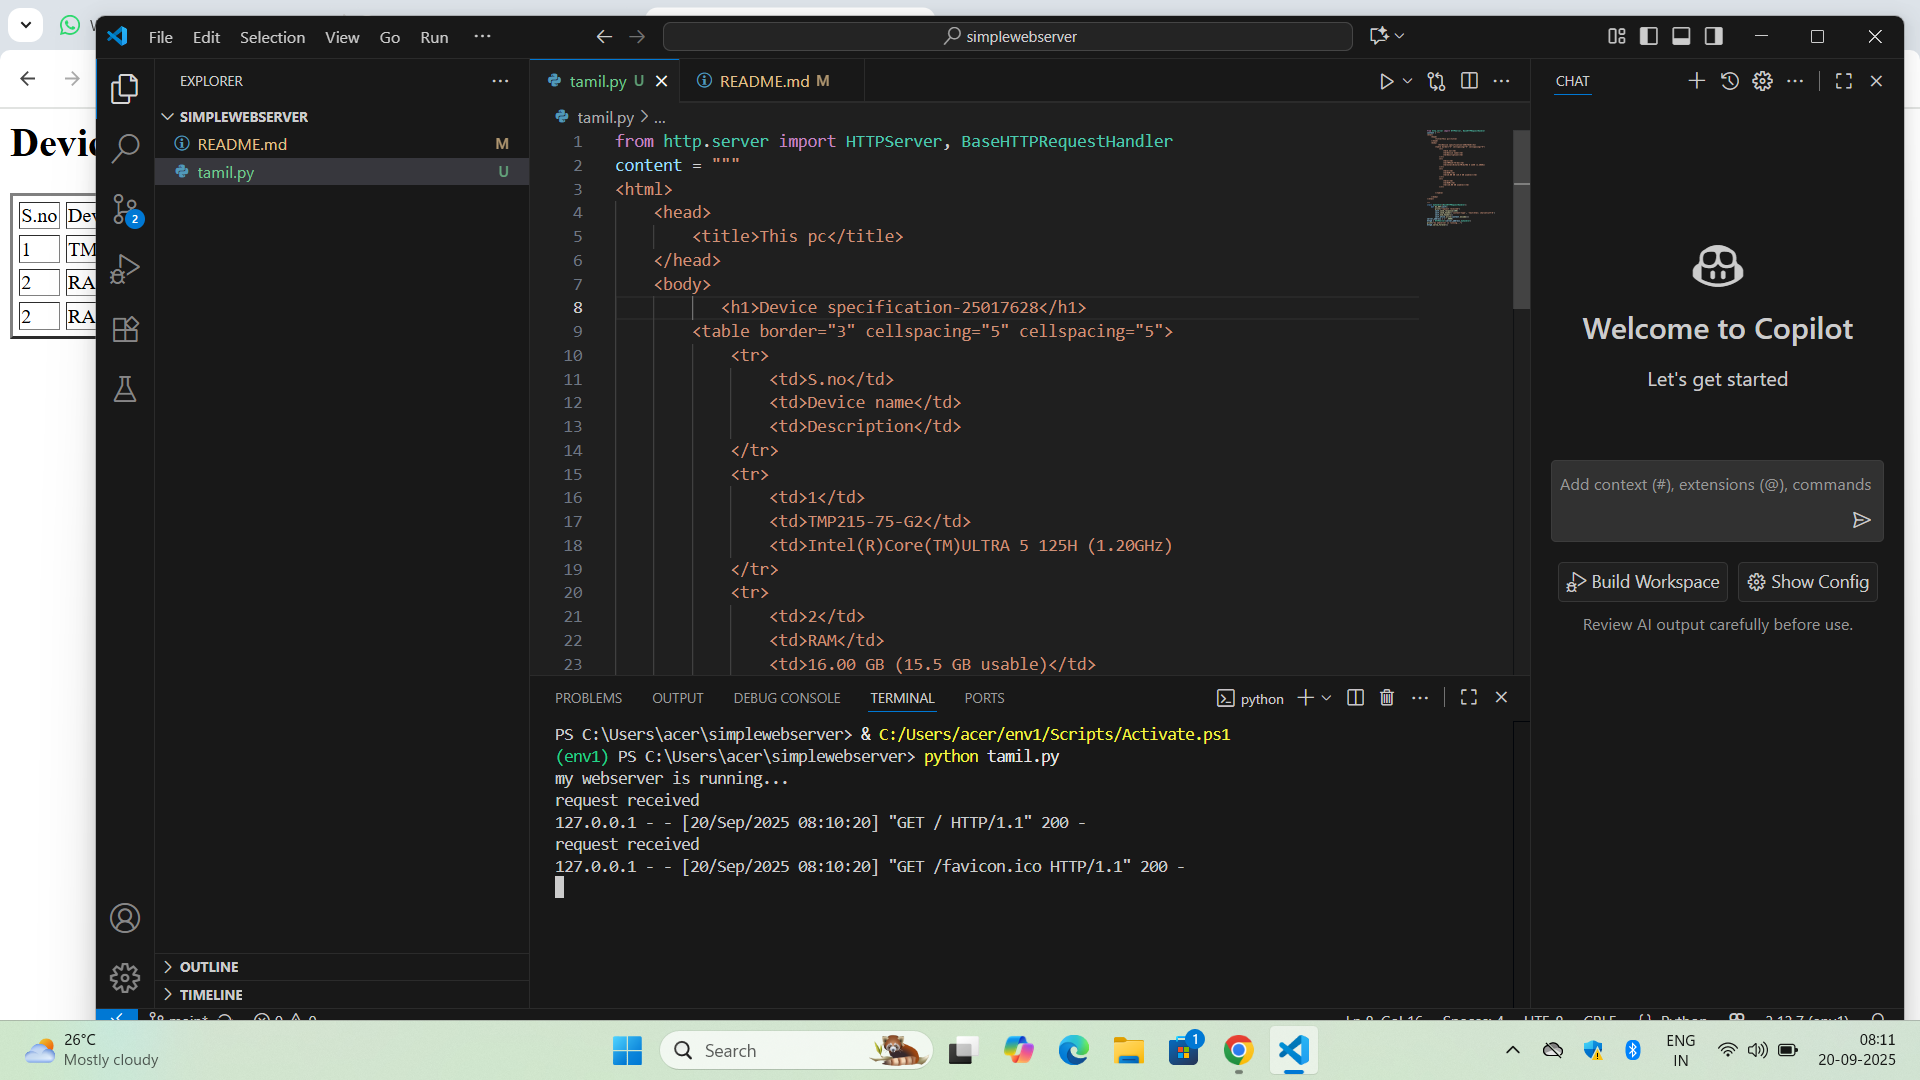 File Edit Selection View Go Run ···
simplewebserver
EXPLORER
SIMPLEWEBSERVER
README.md M
tamil.py U
2
OUTLINE
TIMELINE
tamil.py U
README.md M
tamil.py > ...
1 from http.server import HTTPServer, BaseHTTPRequestHandler
2 content = """
3 <html>
4 <head>
5 <title>This pc</title>
6 </head>
7 <body>
8 <h1>Device specification-25017628</h1>
9 <table border="3" cellspacing="5" cellspacing="5">
10 <tr>
11 <td>S.no</td>
12 <td>Device name</td>
13 <td>Description</td>
14 </tr>
15 <tr>
16 <td>1</td>
17 <td>TMP215-75-G2</td>
18 <td>Intel(R)Core(TM)ULTRA 5 125H (1.20GHz)
19 </tr>
20 <tr>
21 <td>2</td>
22 <td>RAM</td>
23 <td>16.00 GB (15.5 GB usable)</td>
PROBLEMS OUTPUT DEBUG CONSOLE TERMINAL PORTS
python
PS C:\Users\acer\simplewebserver> & C:/Users/acer/env1/Scripts/Activate.ps1
(env1) PS C:\Users\acer\simplewebserver> python tamil.py
my webserver is running...
request received
127.0.0.1 - - [20/Sep/2025 08:10:20] "GET / HTTP/1.1" 200 -
request received
127.0.0.1 - - [20/Sep/2025 08:10:20] "GET /favicon.ico HTTP/1.1" 200 -
CHAT
Welcome to Copilot
Let's get started
Add context (#), extensions (@), commands
Build Workspace
Show Config
Review AI output carefully before use.
Devic
S.no Dev
1 TM
2 RA
2 RA
26°C
Mostly cloudy
Search
1
ENG
IN
08:11
20-09-2025